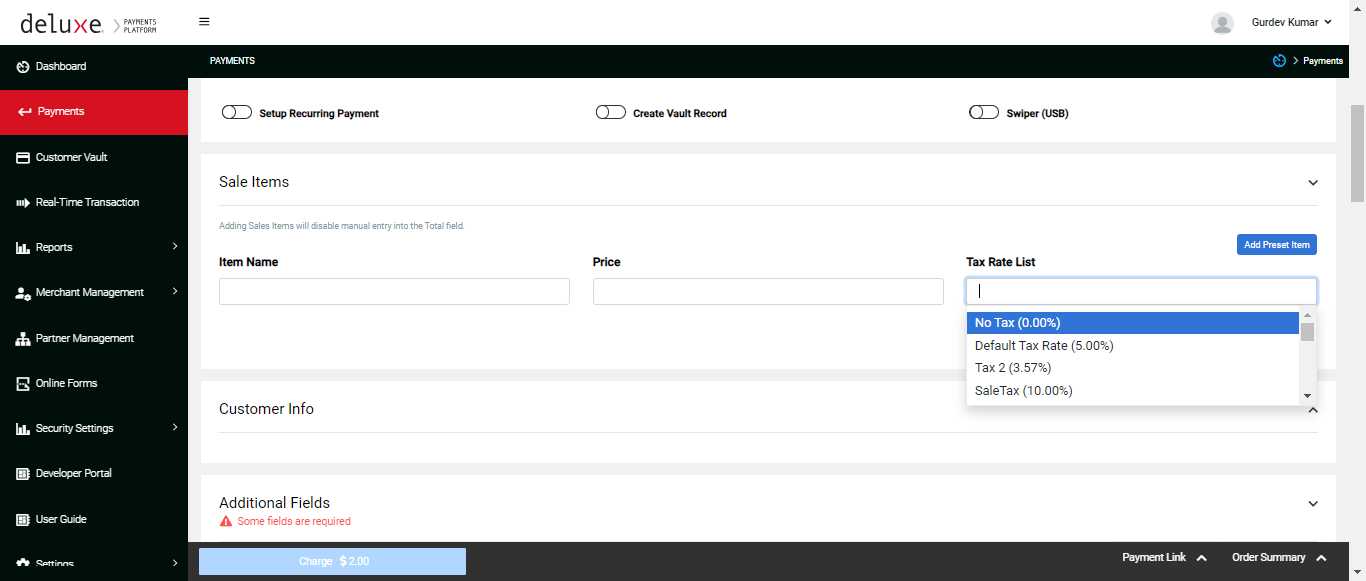 deluxe
PAYMENTS
PLATFORM
Gurdev Kumar
PAYMENTS
Payments
Dashboard
Payments
Customer Vault
Real-Time Transaction
Reports
Merchant Management
Partner Management
Online Forms
Security Settings
Developer Portal
User Guide
Settings
Setup Recurring Payment
Create Vault Record
Swiper (USB)
Sale Items
Adding Sales Items will disable manual entry into the Total field.
Add Preset Item
Item Name
Price
Tax Rate List
No Tax (0.00%)
Default Tax Rate (5.00%)
Tax 2 (3.57%)
SaleTax (10.00%)
Customer Info
Additional Fields
Some fields are required
Charge $ 2.00
Payment Link
Order Summary